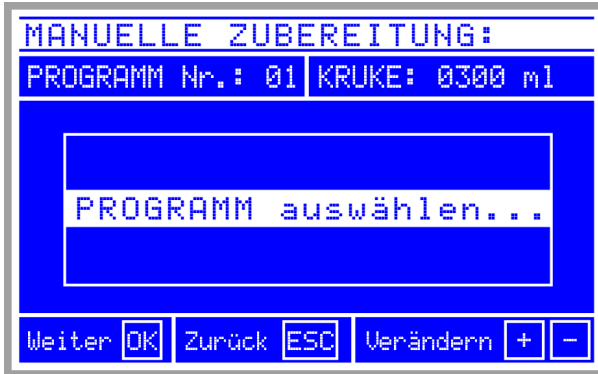 MANUELLE ZUBEREITUNG:
PROGRAMM Nr.: 01 KRUKE: 0300 ml
PROGRAMM auswählen...
Weiter OK Zurück ESC Verändern + -